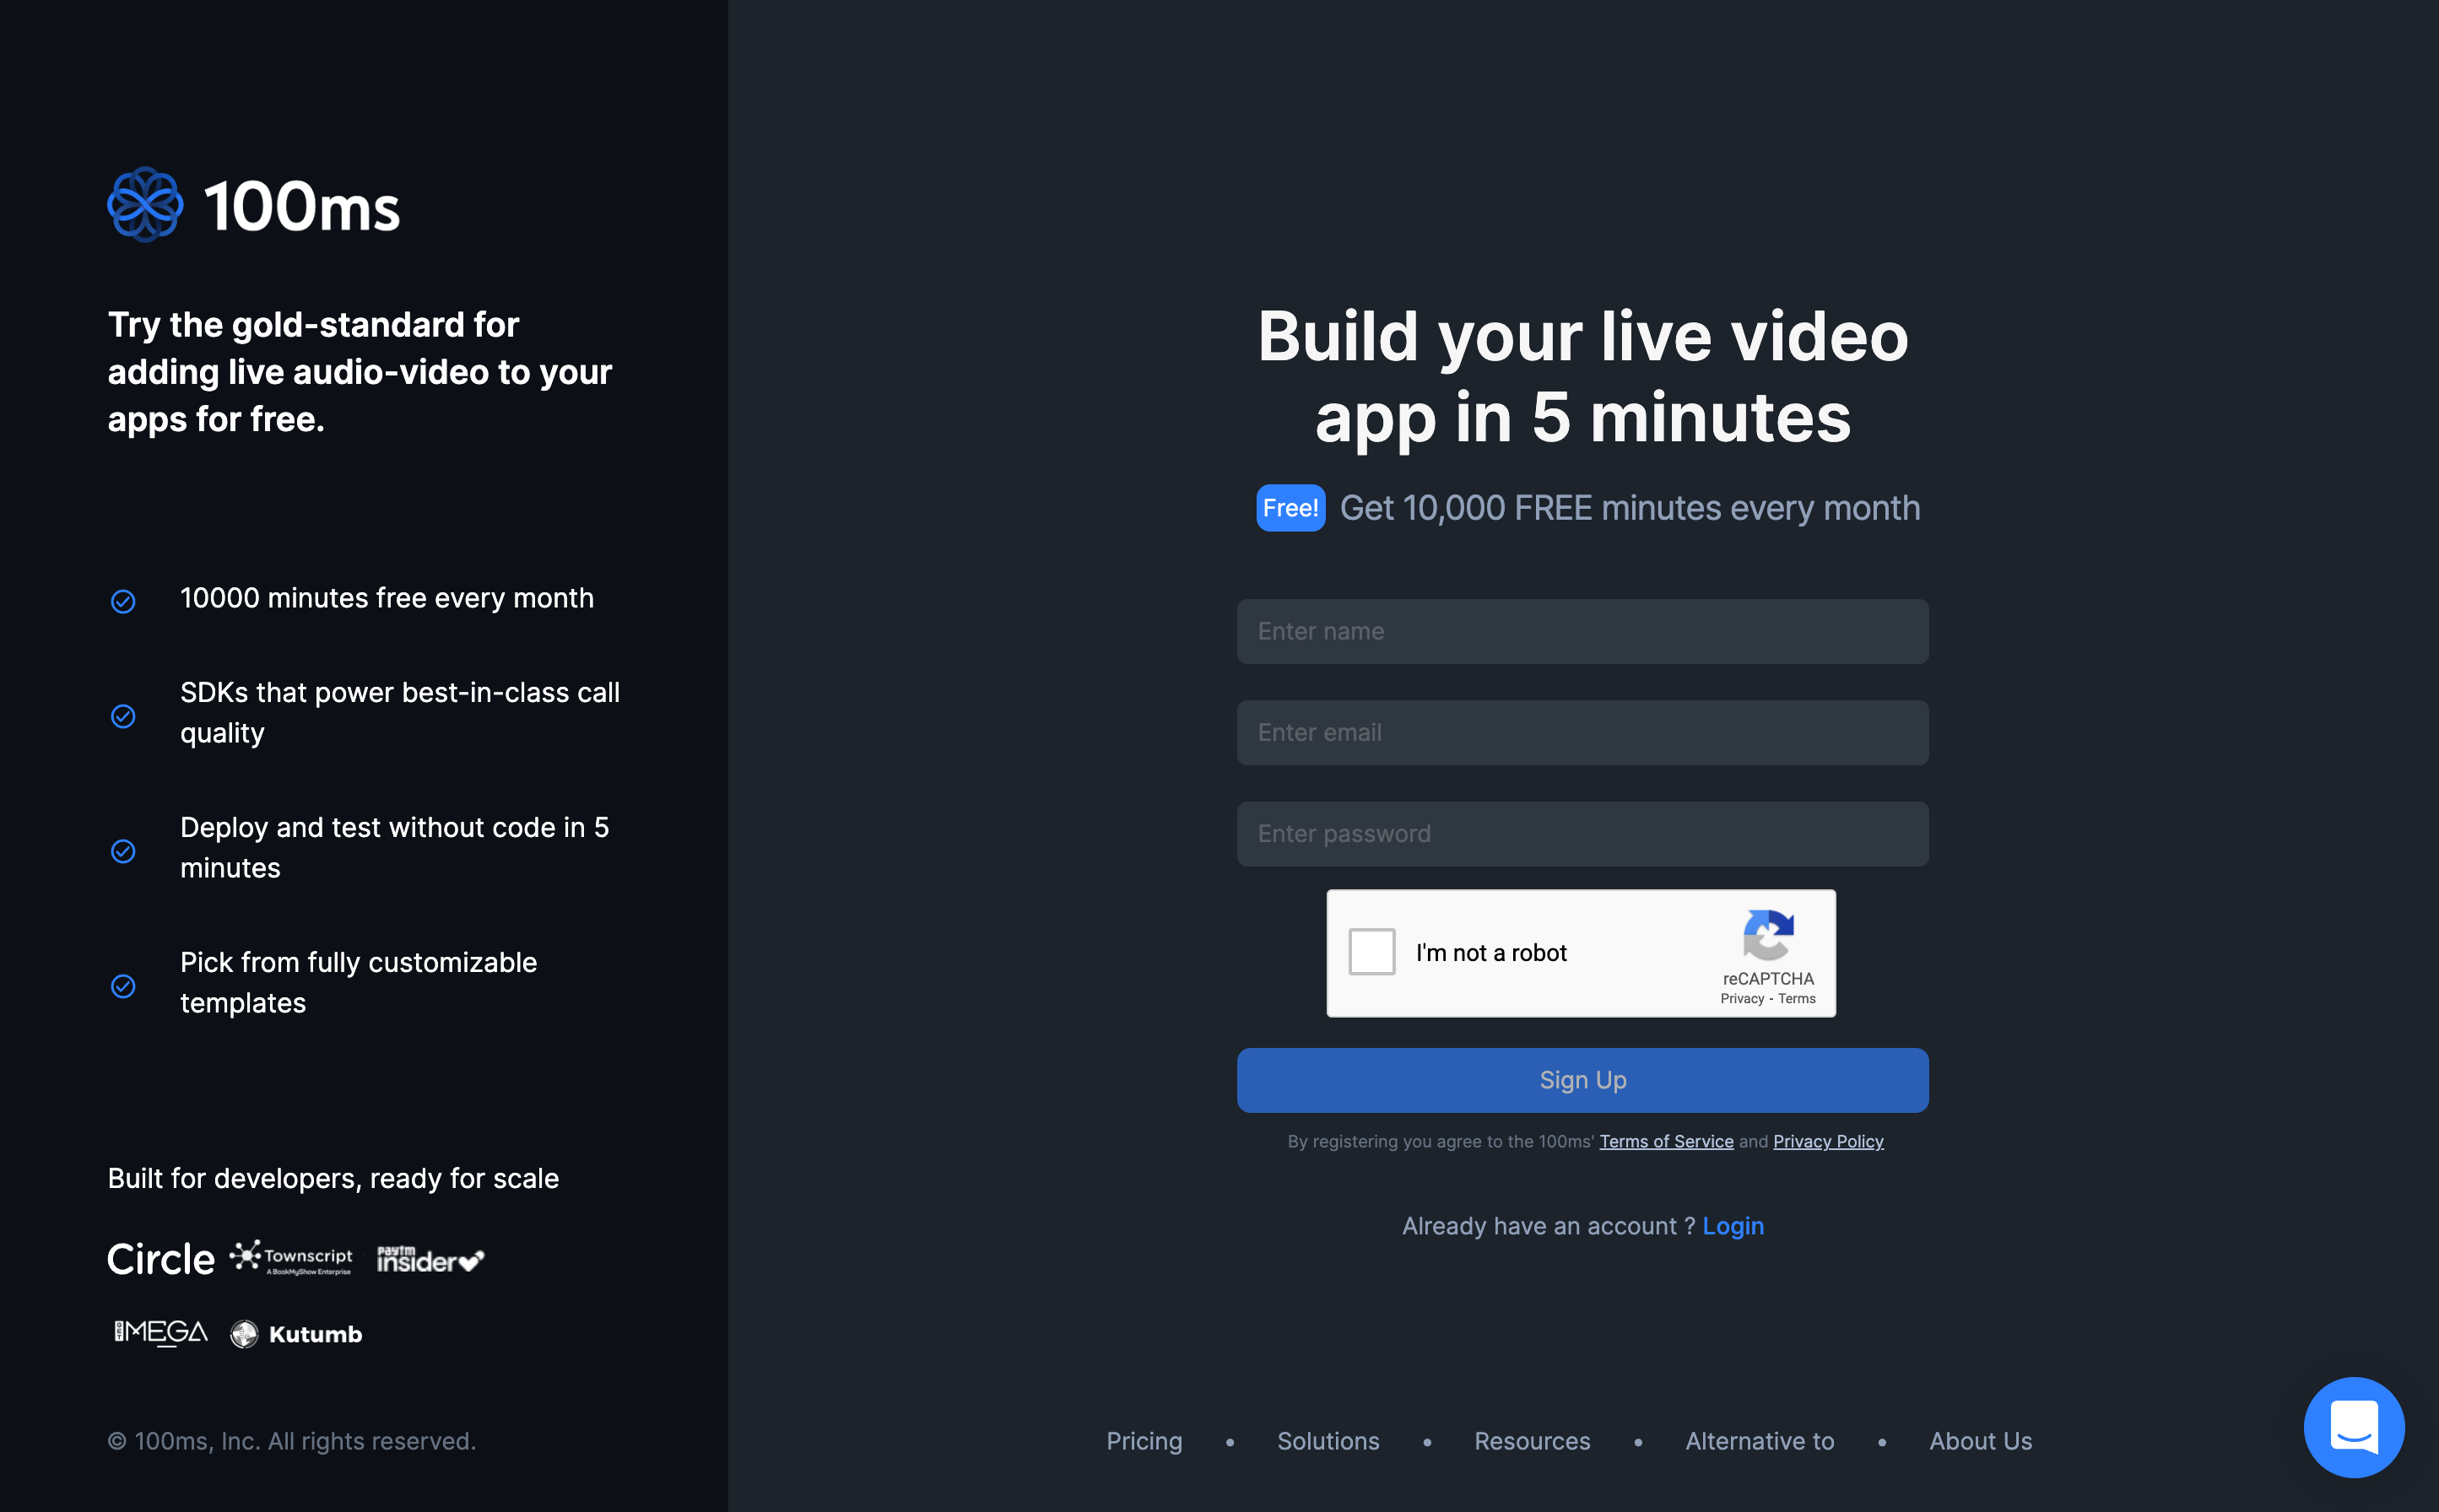 100ms
Try the gold-standard for
adding live audio-video to your
apps for free.
10000 minutes free every month
SDKs that power best-in-class call
quality
Deploy and test without code in 5
minutes
Pick from fully customizable
templates
Built for developers, ready for scale
Circle
Townscript
A BookMyShow Enterprise
paytm
insider
MEGA
Kutumb
© 100ms, Inc. All rights reserved.
Build your live video
app in 5 minutes
Free! Get 10,000 FREE minutes every month
Enter name
Enter email
Enter password
I'm not a robot
reCAPTCHA
Privacy - Terms
Sign Up
By registering you agree to the 100ms' Terms of Service and Privacy Policy
Already have an account ? Login
Pricing • Solutions • Resources • Alternative to • About Us